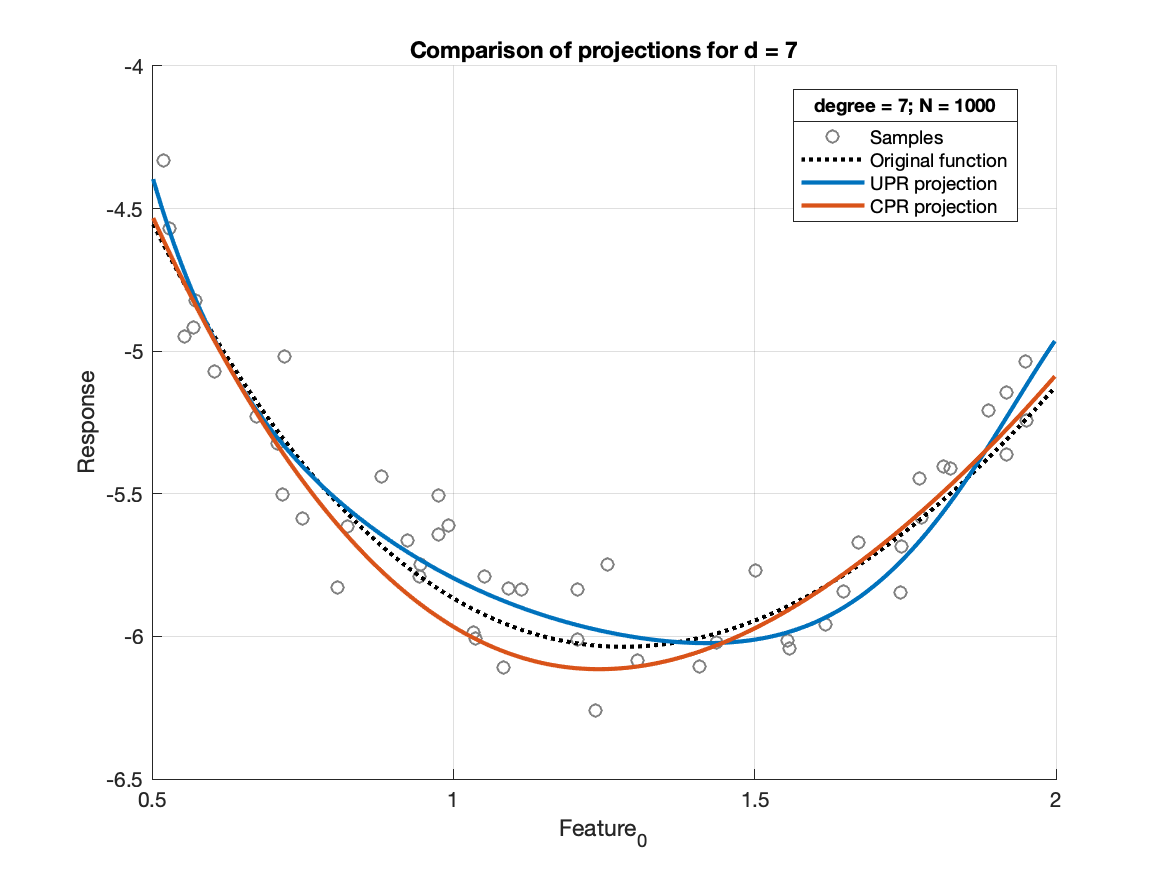 Comparison of projections for d = 7
degree = 7; N = 1000
Samples
Original function
UPR projection
CPR projection
-4
-4.5
-5
-5.5
-6
-6.5
Response
0.5
1
1.5
2
Feature0